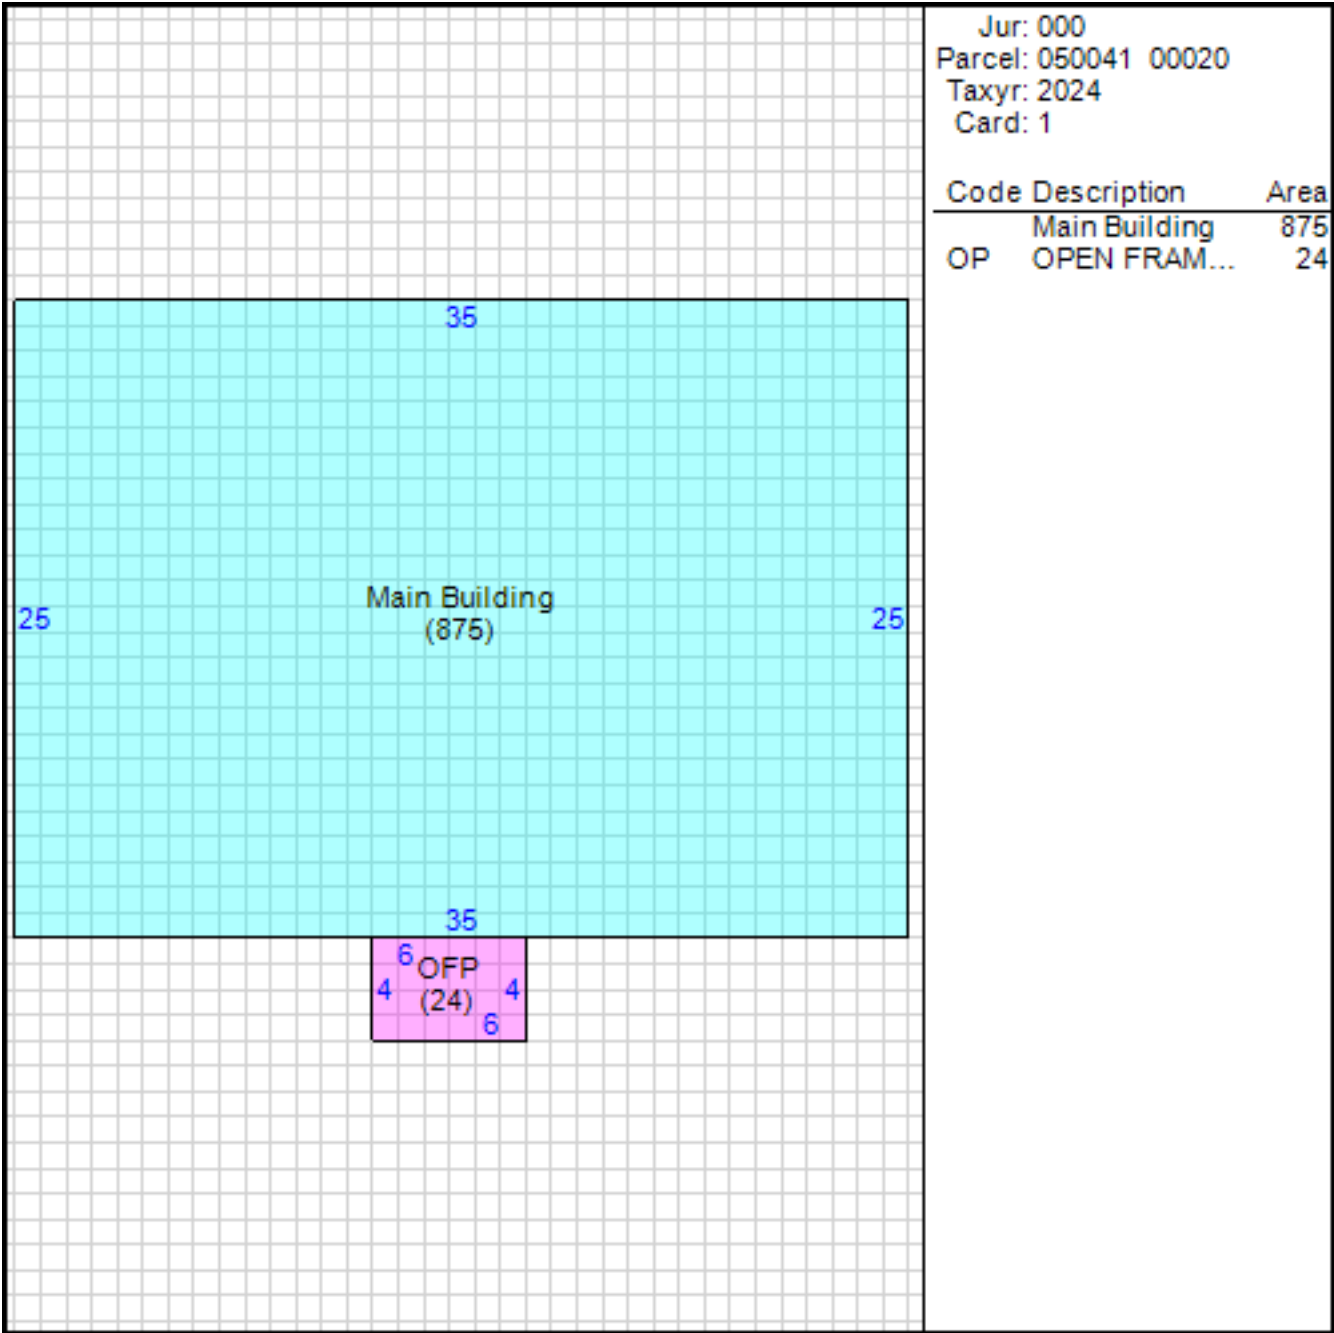 Jur: 000
Parcel: 050041 00020
Taxyr: 2024
Card: 1
Code Description Area
Main Building 875
OP OPEN FRAM... 24
35
25
Main Building
(875)
25
35
6
OFP
4
(24)
4
6